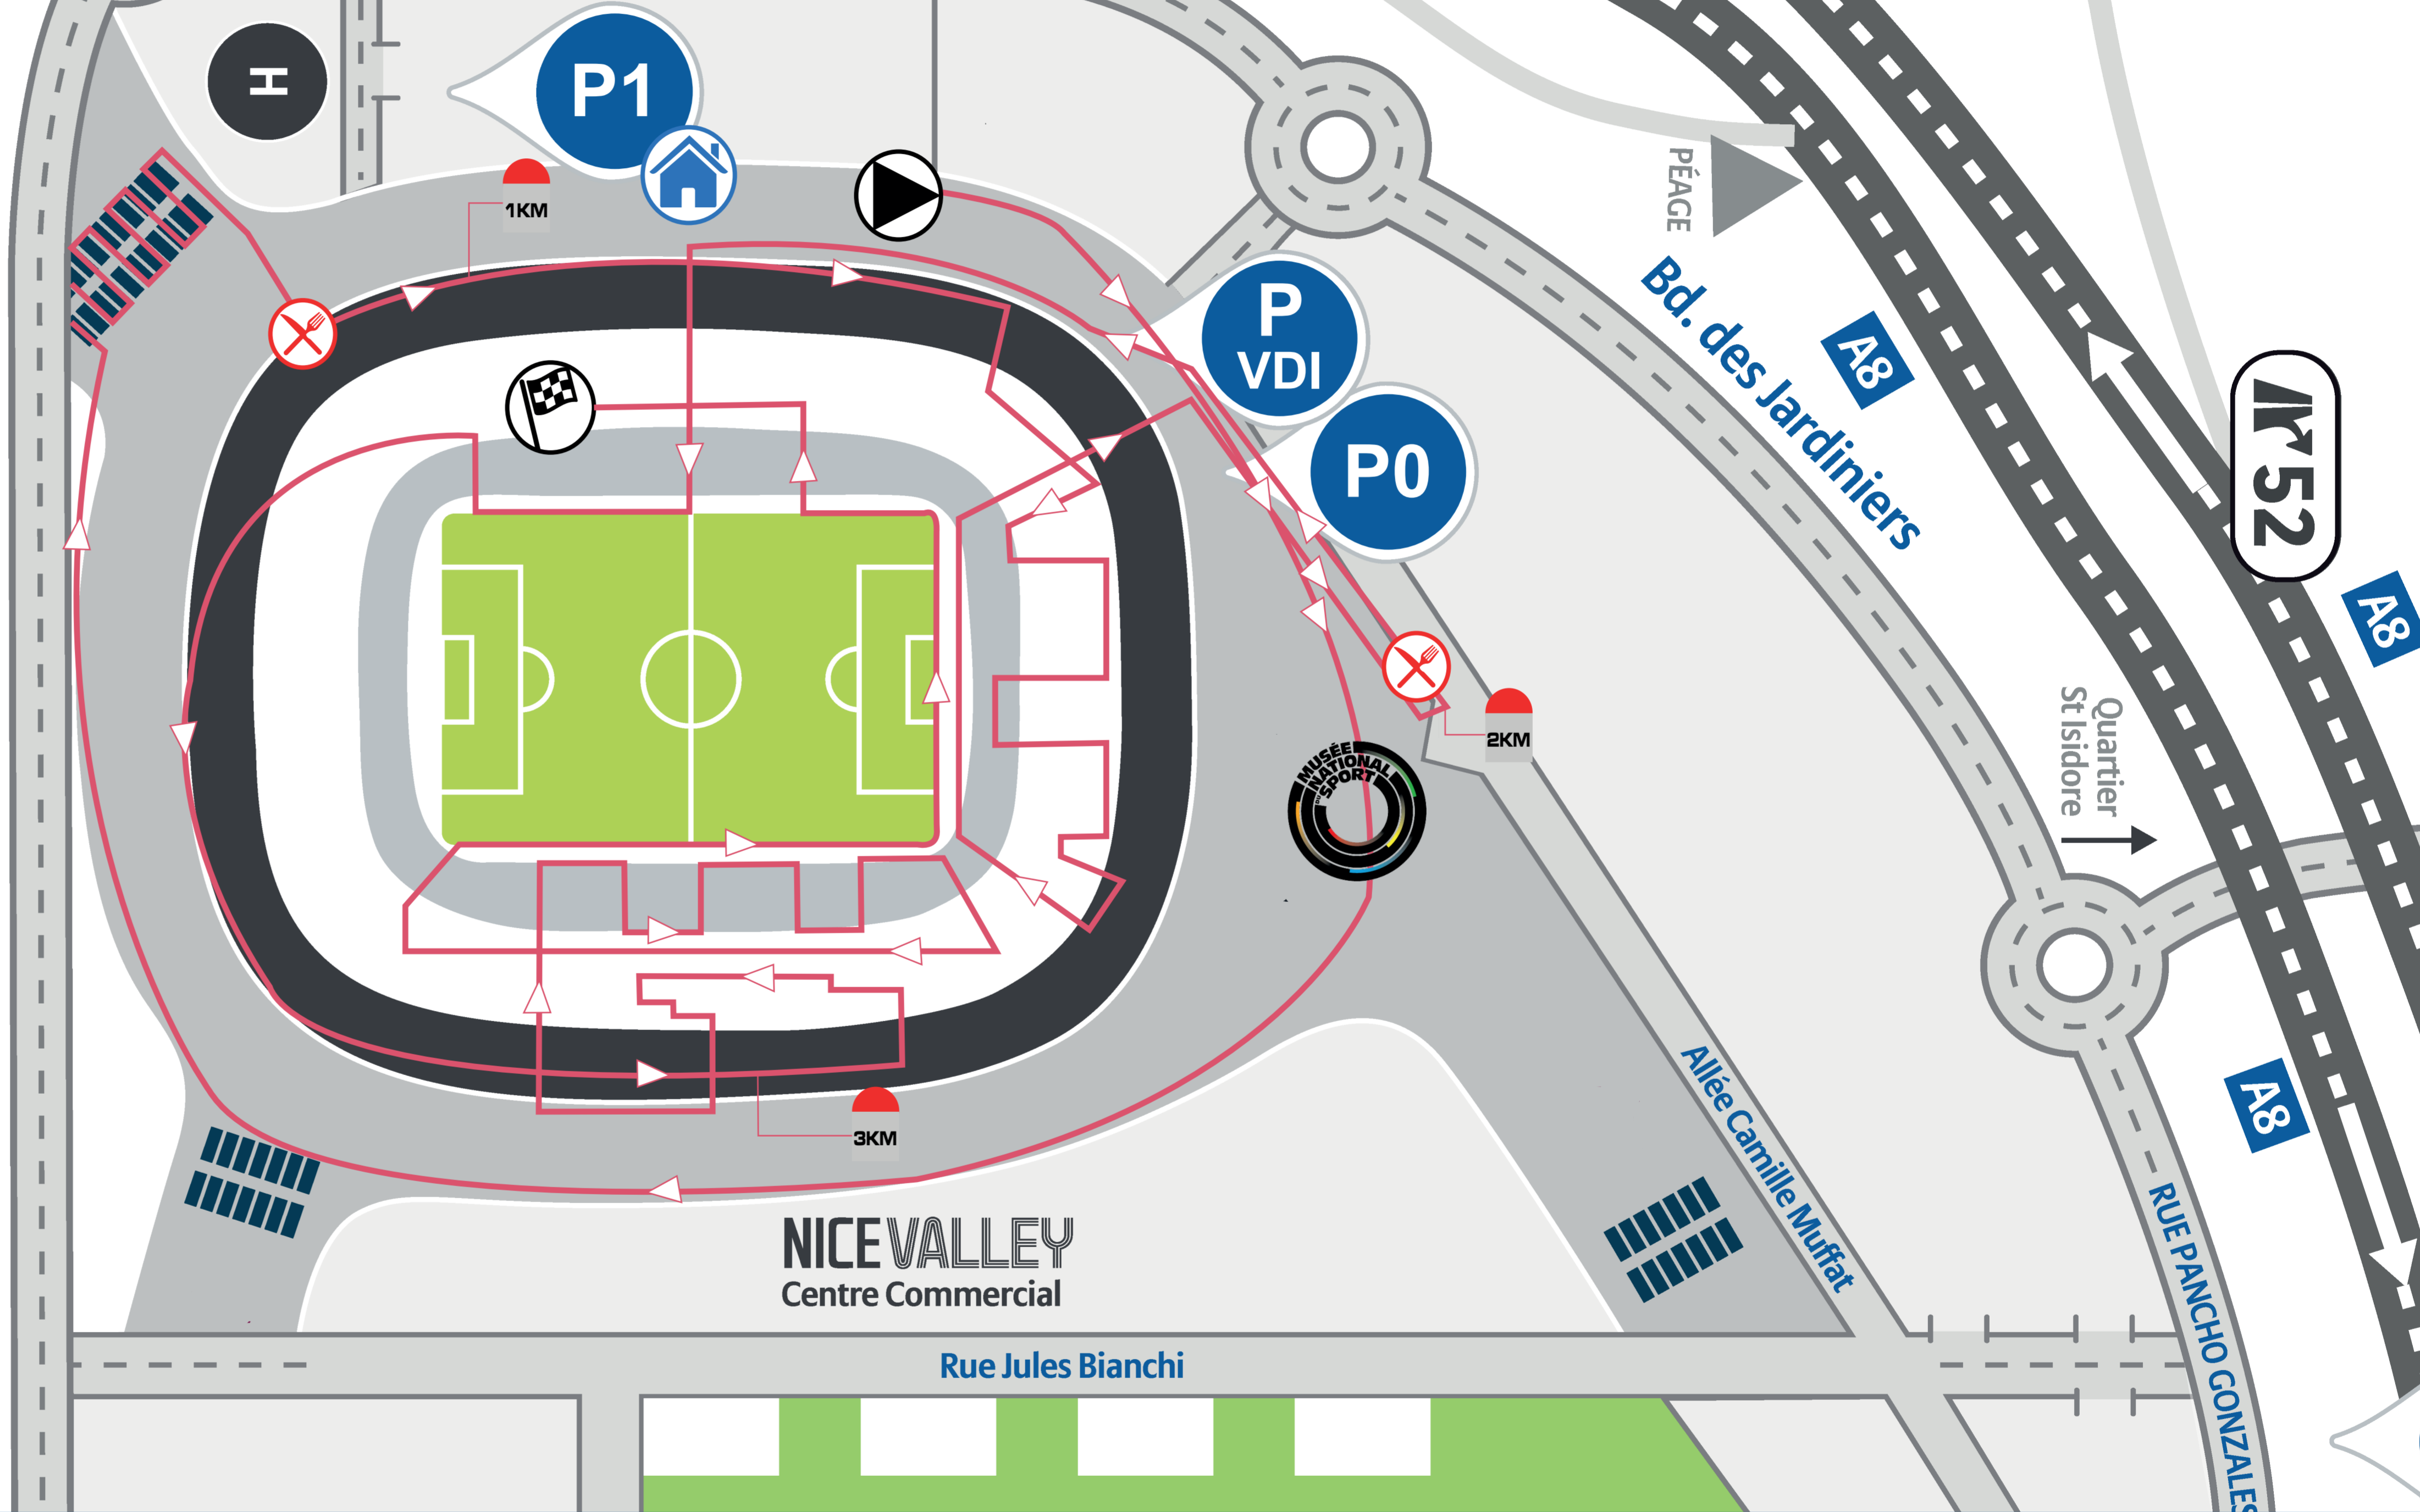 H
P1
1KM
P
VDI
P0
PÉAGE
Bd. des Jardiniers
A8
52
A8
Quartier
St Isidore
2KM
MUSÉE
NATIONAL
DU
SPORT
3KM
A8
Allée Camille Muffat
RUE PANCHO GONZALES
NICE VALLEY
Centre Commercial
Rue Jules Bianchi